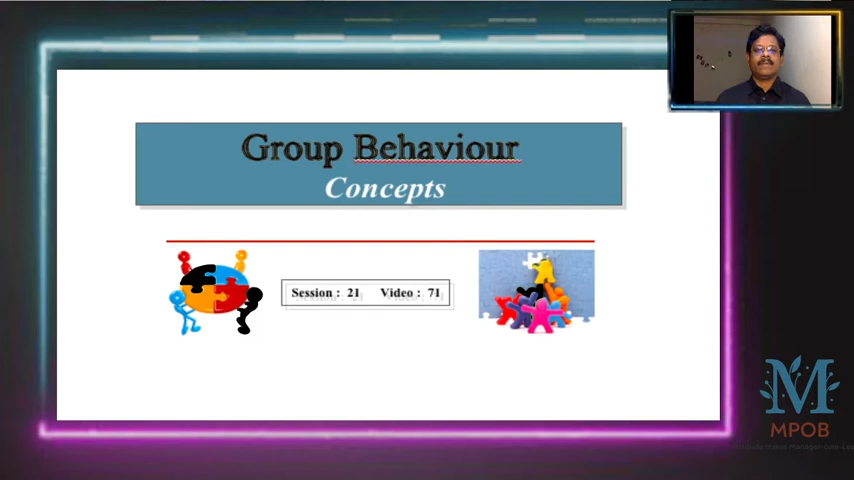 Group Behaviour
Concepts
Session : 21 Video : 71
M
MPOB